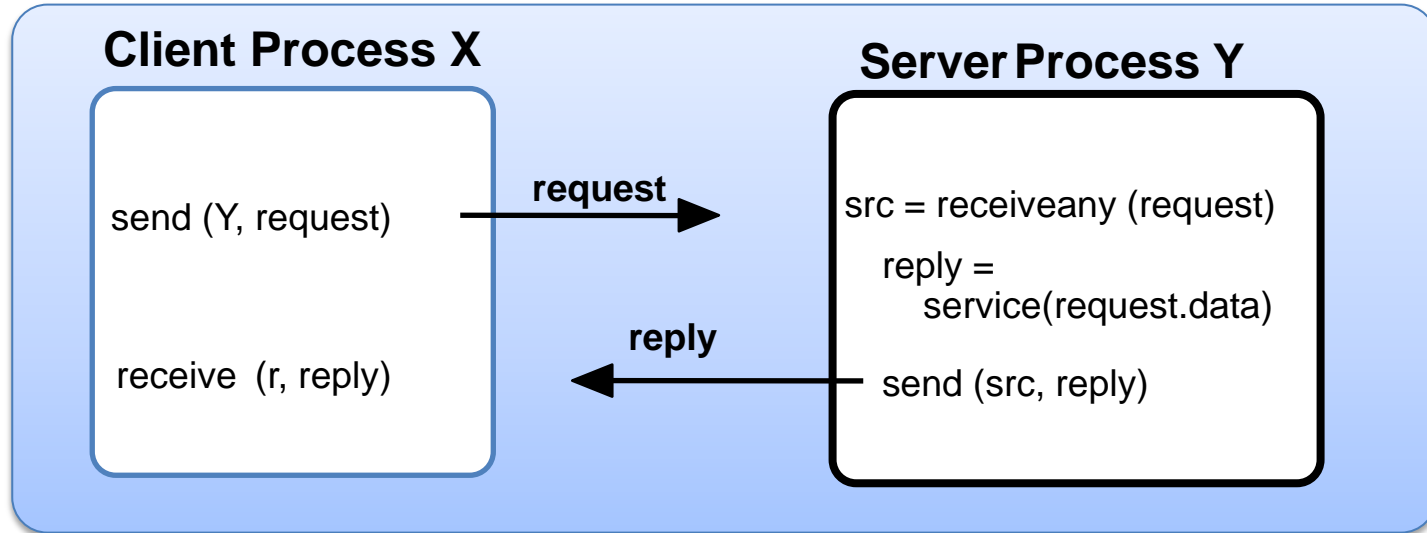 Client Process X
Server Process Y
send (Y, request)
request
src = receiveany (request)
reply =
service(request.data)
reply
receive (r, reply)
send (src, reply)